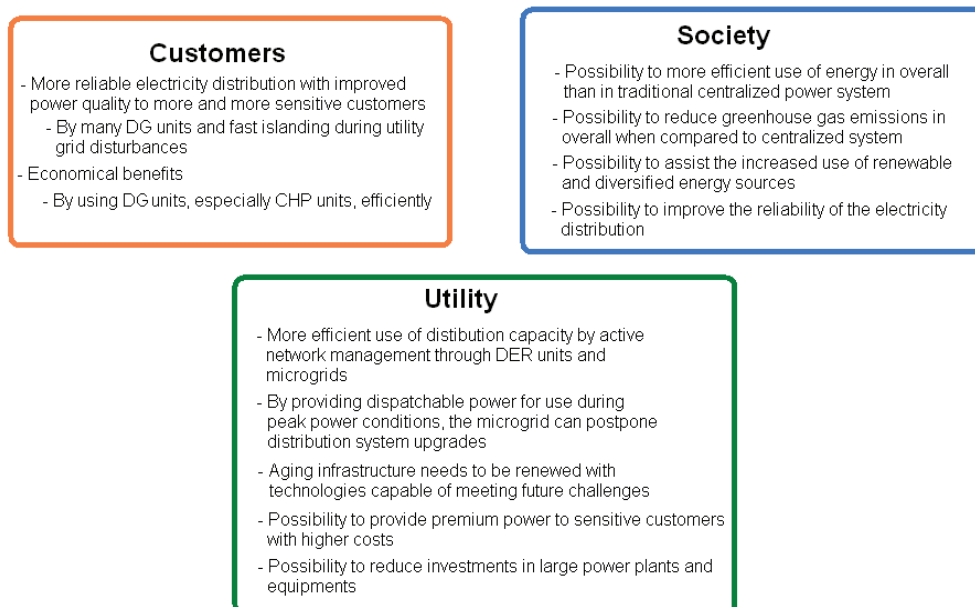 Customers
- More reliable electricity distribution with improved
power quality to more and more sensitive customers
- By many DG units and fast islanding during utility
grid disturbances
- Economical benefits
- By using DG units, especially CHP units, efficiently
Society
- Possibility to more efficient use of energy in overall
than in traditional centralized power system
- Possibility to reduce greenhouse gas emissions in
overall when compared to centralized system
- Possibility to assist the increased use of renewable
and diversified energy sources
- Possibility to improve the reliability of the electricity
distribution
Utility
- More efficient use of distibution capacity by active
network management through DER units and
microgrids
- By providing dispatchable power for use during
peak power conditions, the microgrid can postpone
distribution system upgrades
- Aging infrastructure needs to be renewed with
technologies capable of meeting future challenges
- Possibility to provide premium power to sensitive customers
with higher costs
- Possibility to reduce investments in large power plants and
equipments